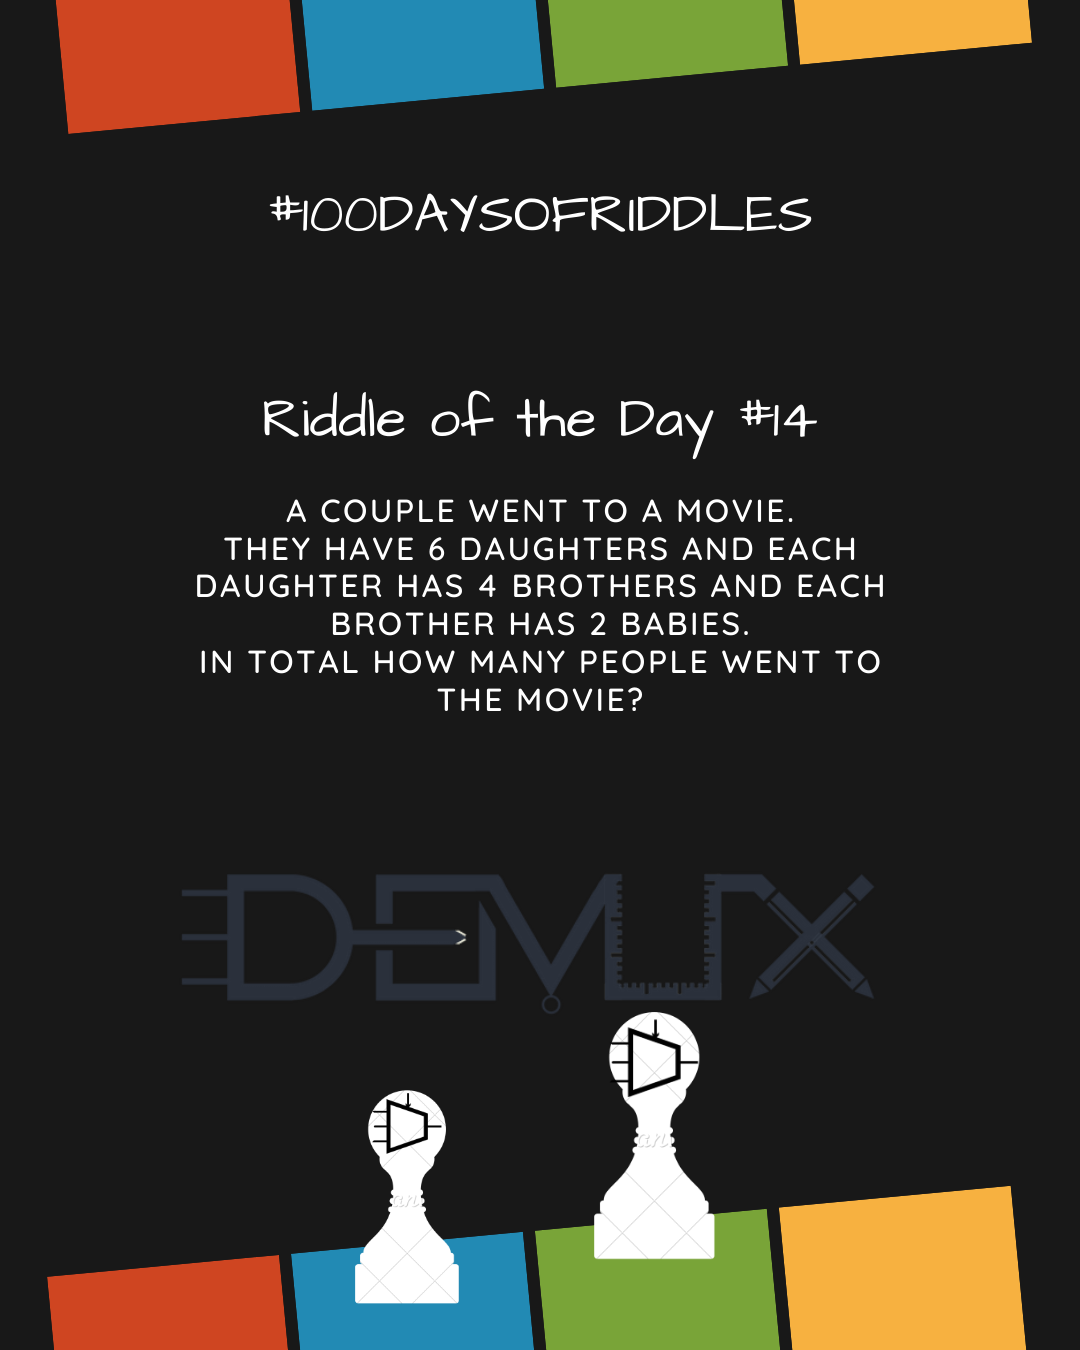 #100DAYSOFRIDDLES
Riddle of the Day #14
A COUPLE WENT TO A MOVIE.
THEY HAVE 6 DAUGHTERS AND EACH
DAUGHTER HAS 4 BROTHERS AND EACH
BROTHER HAS 2 BABIES.
IN TOTAL HOW MANY PEOPLE WENT TO
THE MOVIE?
DEMUX